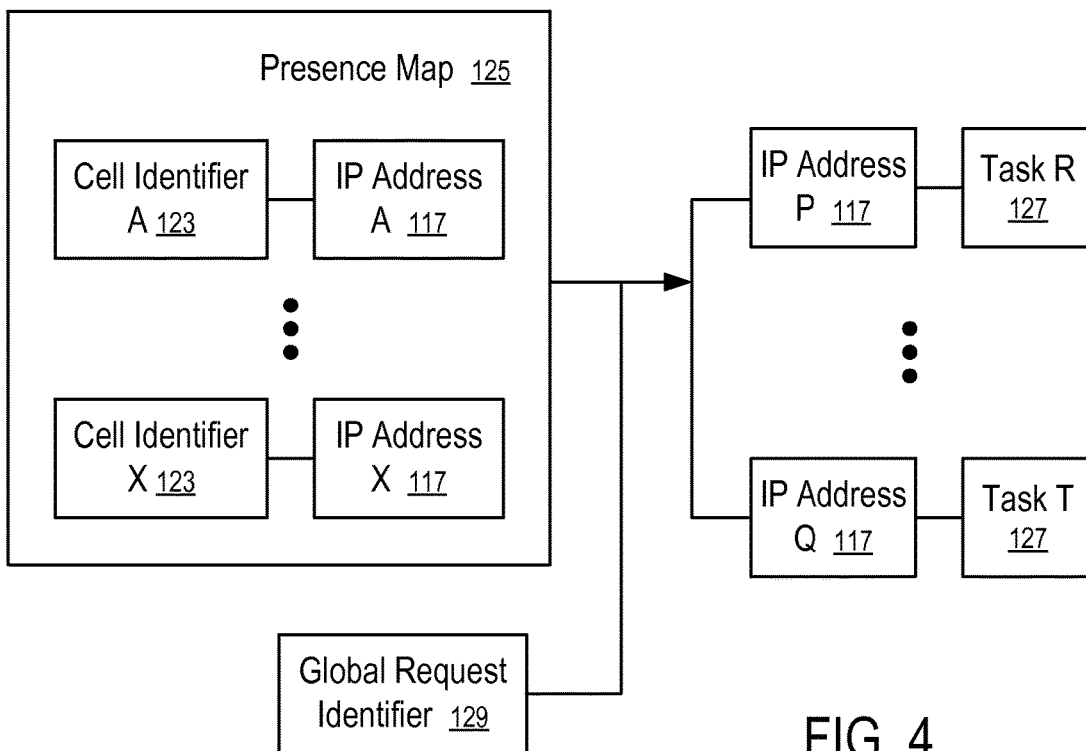 Presence Map 125
Cell Identifier
A 123
IP Address
A 117
Cell Identifier
X 123
IP Address
X 117
IP Address
P 117
Task R
127
IP Address
Q 117
Task T
127
Global Request
Identifier 129
FIG. 4